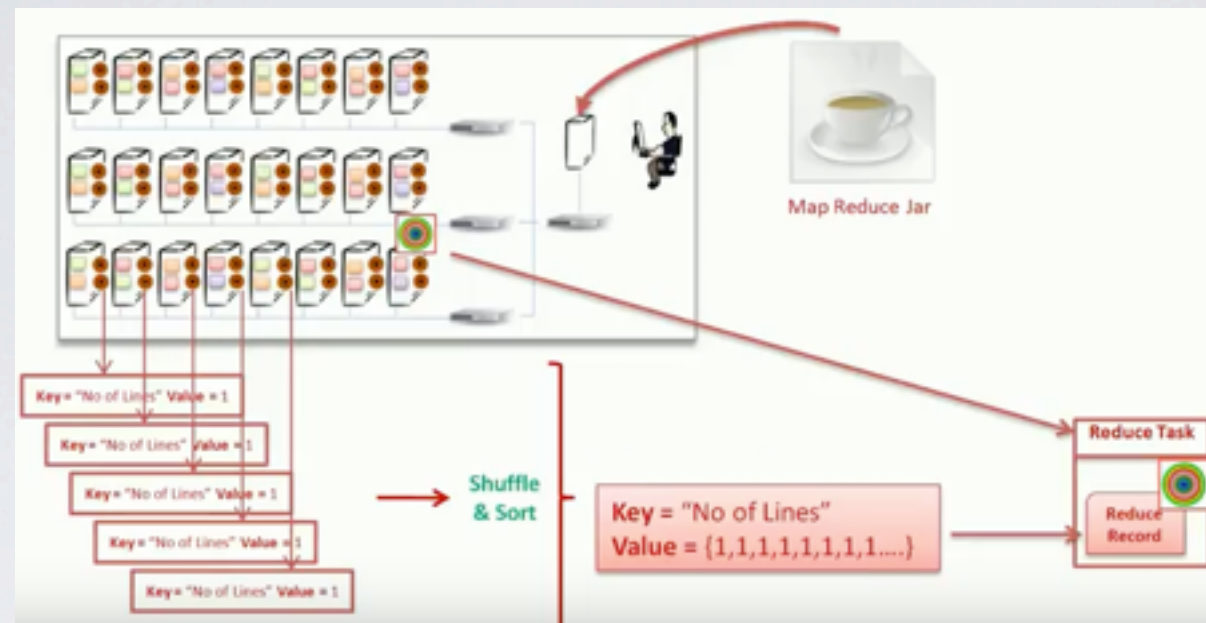 Map Reduce Jar
Key = "No of Lines" Value = 1
Key = "No of Lines" Value = 1
Key = "No of Lines" Value = 1
Key = "No of Lines" Value = 1
Key = "No of Lines" Value = 1
Shuffle
& Sort
Key = "No of Lines"
Value = {1,1,1,1,1,1,1,1....}
Reduce Task
Reduce
Record